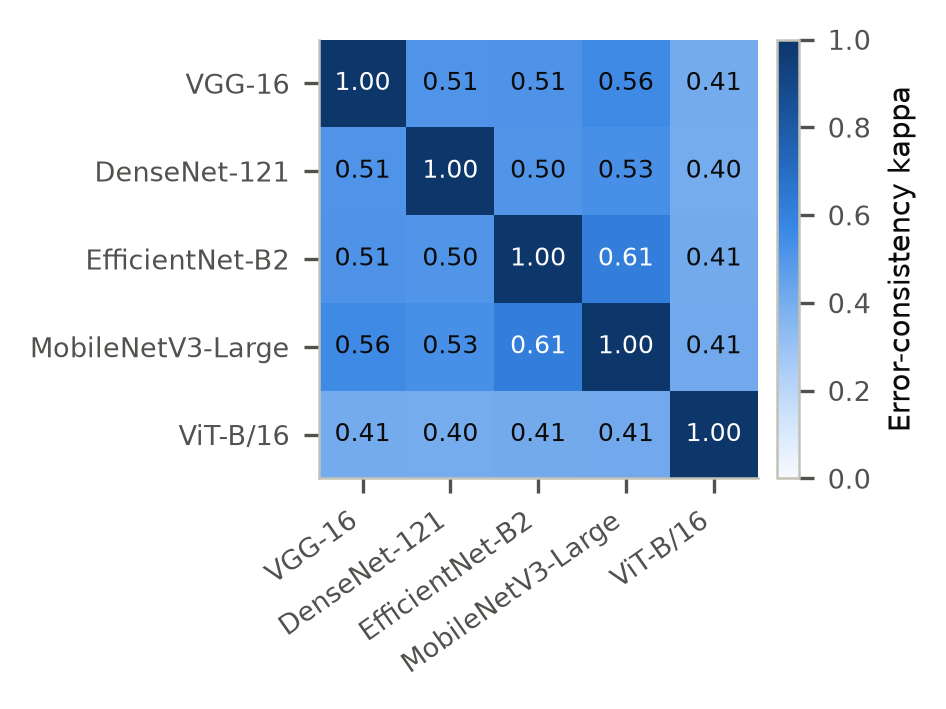 VGG-16 1.00 0.51 0.51 0.56 0.41
DenseNet-121 0.51 1.00 0.50 0.53 0.40
EfficientNet-B2 0.51 0.50 1.00 0.61 0.41
MobileNetV3-Large 0.56 0.53 0.61 1.00 0.41
ViT-B/16 0.41 0.40 0.41 0.41 1.00
VGG-16
DenseNet-121
EfficientNet-B2
MobileNetV3-Large
ViT-B/16
1.0
0.8
0.6
0.4
0.2
0.0
Error-consistency kappa